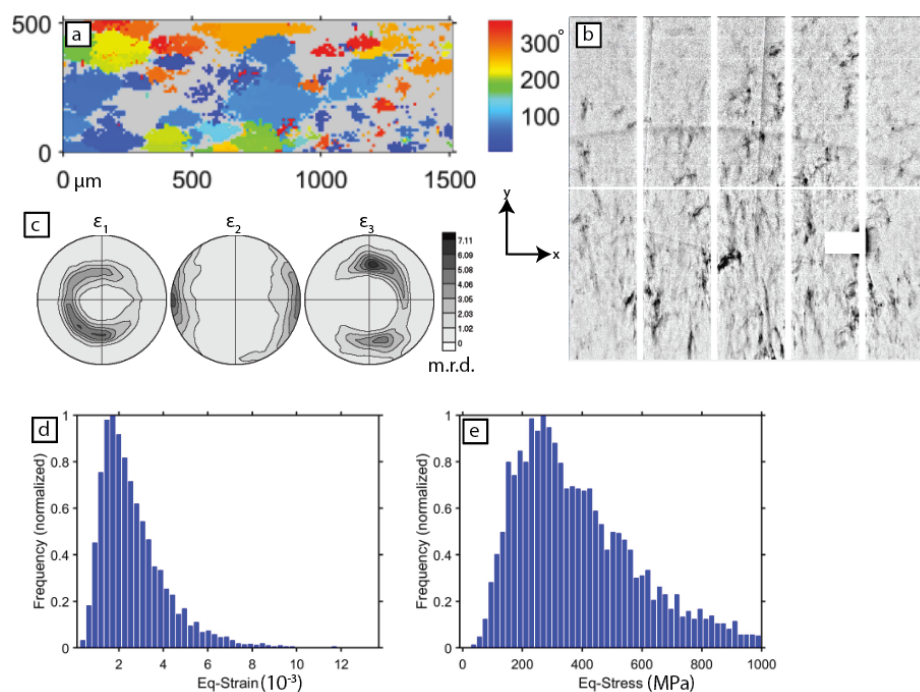 500
a
0
0 μm
500
1000
1500
300°
200
100
b
y
x
c
ε1
ε2
ε3
7.11
6.09
5.08
4.06
3.05
2.03
1.02
0
m.r.d.
d
1
0.8
0.6
0.4
0.2
0
Frequency (normalized)
2
4
6
8
10
12
Eq-Strain (10⁻³)
e
1
0.8
0.6
0.4
0.2
0
Frequency (normalized)
0
200
400
600
800
1000
Eq-Stress (MPa)